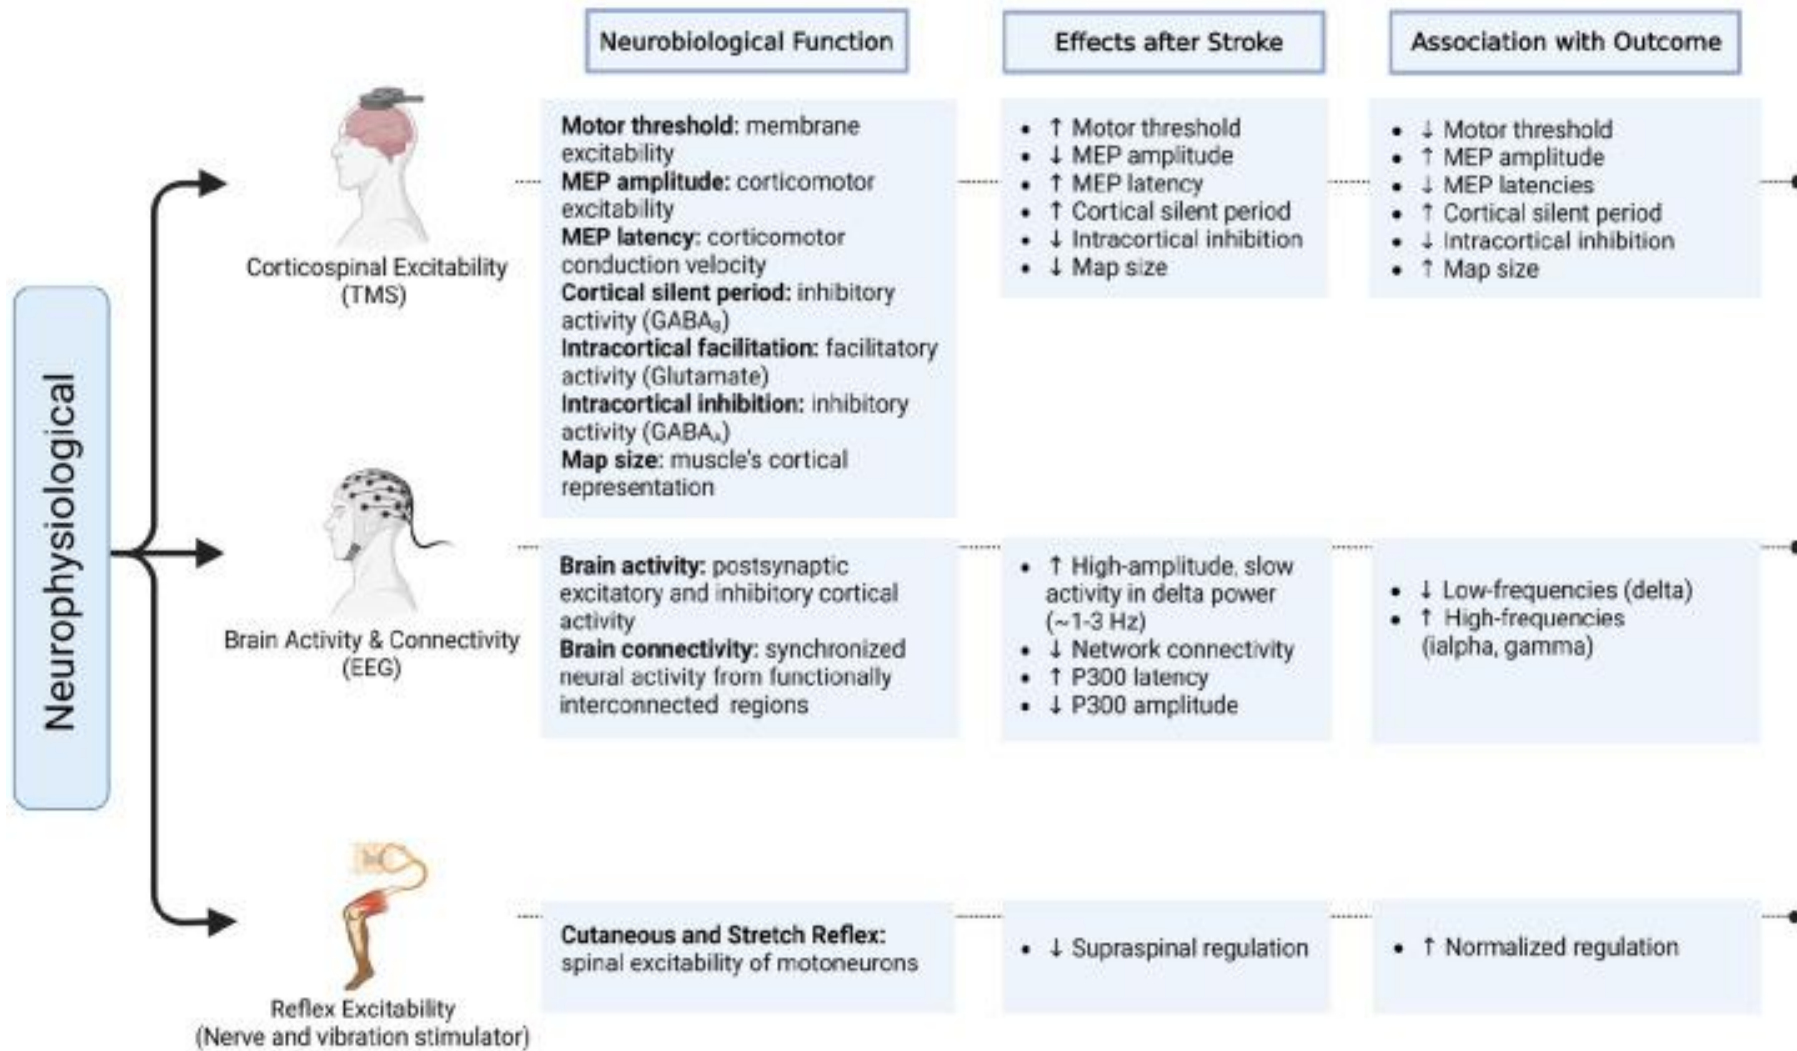 Neurobiological Function
Effects after Stroke
Association with Outcome
Neurophysiological
Corticospinal Excitability
(TMS)
Motor threshold: membrane
excitability
MEP amplitude: corticomotor
excitability
MEP latency: corticomotor
conduction velocity
Cortical silent period: inhibitory
activity (GABA_B)
Intracortical facilitation: facilitatory
activity (Glutamate)
Intracortical inhibition: inhibitory
activity (GABA_A)
Map size: muscle's cortical
representation
• ↑ Motor threshold
• ↓ MEP amplitude
• ↑ MEP latency
• ↑ Cortical silent period
• ↓ Intracortical inhibition
• ↓ Map size
• ↓ Motor threshold
• ↑ MEP amplitude
• ↓ MEP latencies
• ↑ Cortical silent period
• ↓ Intracortical inhibition
• ↑ Map size
Brain Activity & Connectivity
(EEG)
Brain activity: postsynaptic
excitatory and inhibitory cortical
activity
Brain connectivity: synchronized
neural activity from functionally
interconnected regions
• ↑ High-amplitude, slow
activity in delta power
(~1-3 Hz)
• ↓ Network connectivity
• ↑ P300 latency
• ↓ P300 amplitude
• ↓ Low-frequencies (delta)
• ↑ High-frequencies
(ialpha, gamma)
Reflex Excitability
(Nerve and vibration stimulator)
Cutaneous and Stretch Reflex:
spinal excitability of motoneurons
• ↓ Supraspinal regulation
• ↑ Normalized regulation